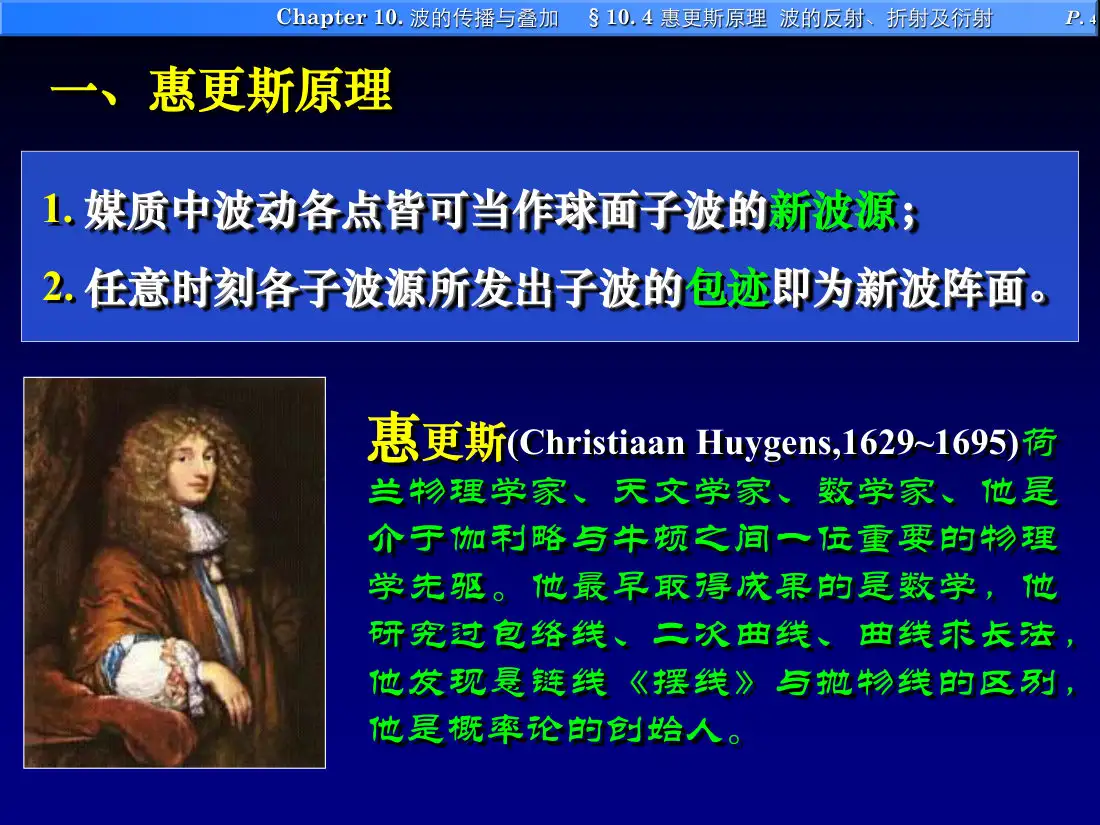 Chapter 10. 波的传播与叠加 §10. 4 惠更斯原理 波的反射、折射及衍射 P. 4
一、惠更斯原理
1. 媒质中波动各点皆可当作球面子波的新波源；
2. 任意时刻各子波源所发出子波的包迹即为新波阵面。
惠更斯(Christiaan Huygens,1629~1695)荷
兰物理学家、天文学家、数学家、他是
介于伽利略与牛顿之间一位重要的物理
学先驱。他最早取得成果的是数学，他
研究过包络线、二次曲线、曲线求长法，
他发现悬链线《摆线》与抛物线的区别，
他是概率论的创始人。